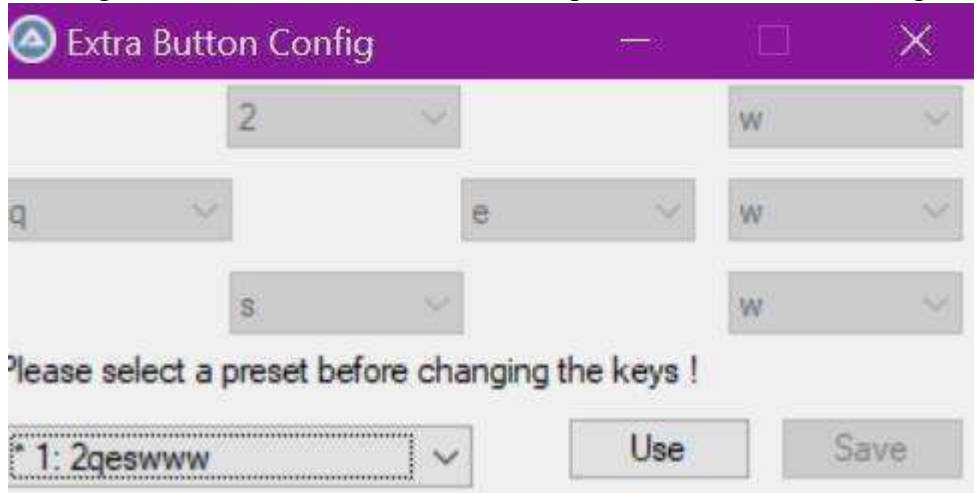 Extra Button Config
2 w
q e w
s w
Please select a preset before changing the keys !
* 1: 2qeswww Use Save